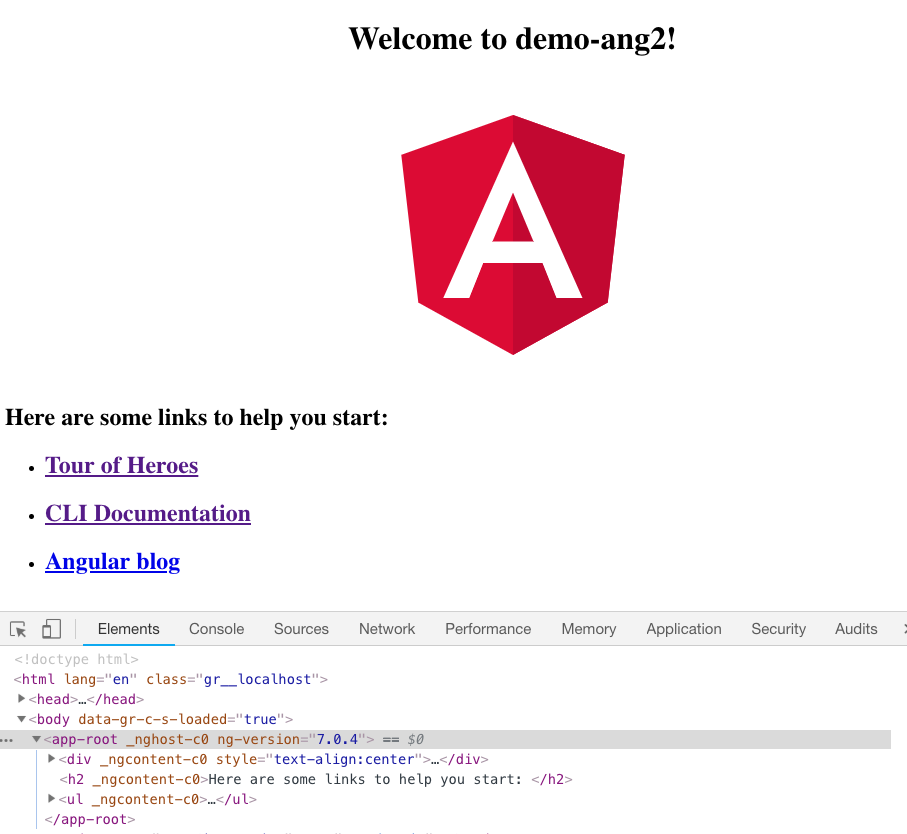 Welcome to demo-ang2!
A
Here are some links to help you start:
• Tour of Heroes
• CLI Documentation
• Angular blog
Elements Console Sources Network Performance Memory Application Security Audits
<!doctype html>
<html lang="en" class="gr__localhost">
▶<head>…</head>
▼<body data-gr-c-s-loaded="true">
••• ▼<app-root _nghost-c0 ng-version="7.0.4"> == $0
▶<div _ngcontent-c0 style="text-align:center">…</div>
<h2 _ngcontent-c0>Here are some links to help you start: </h2>
▶<ul _ngcontent-c0>…</ul>
</app-root>